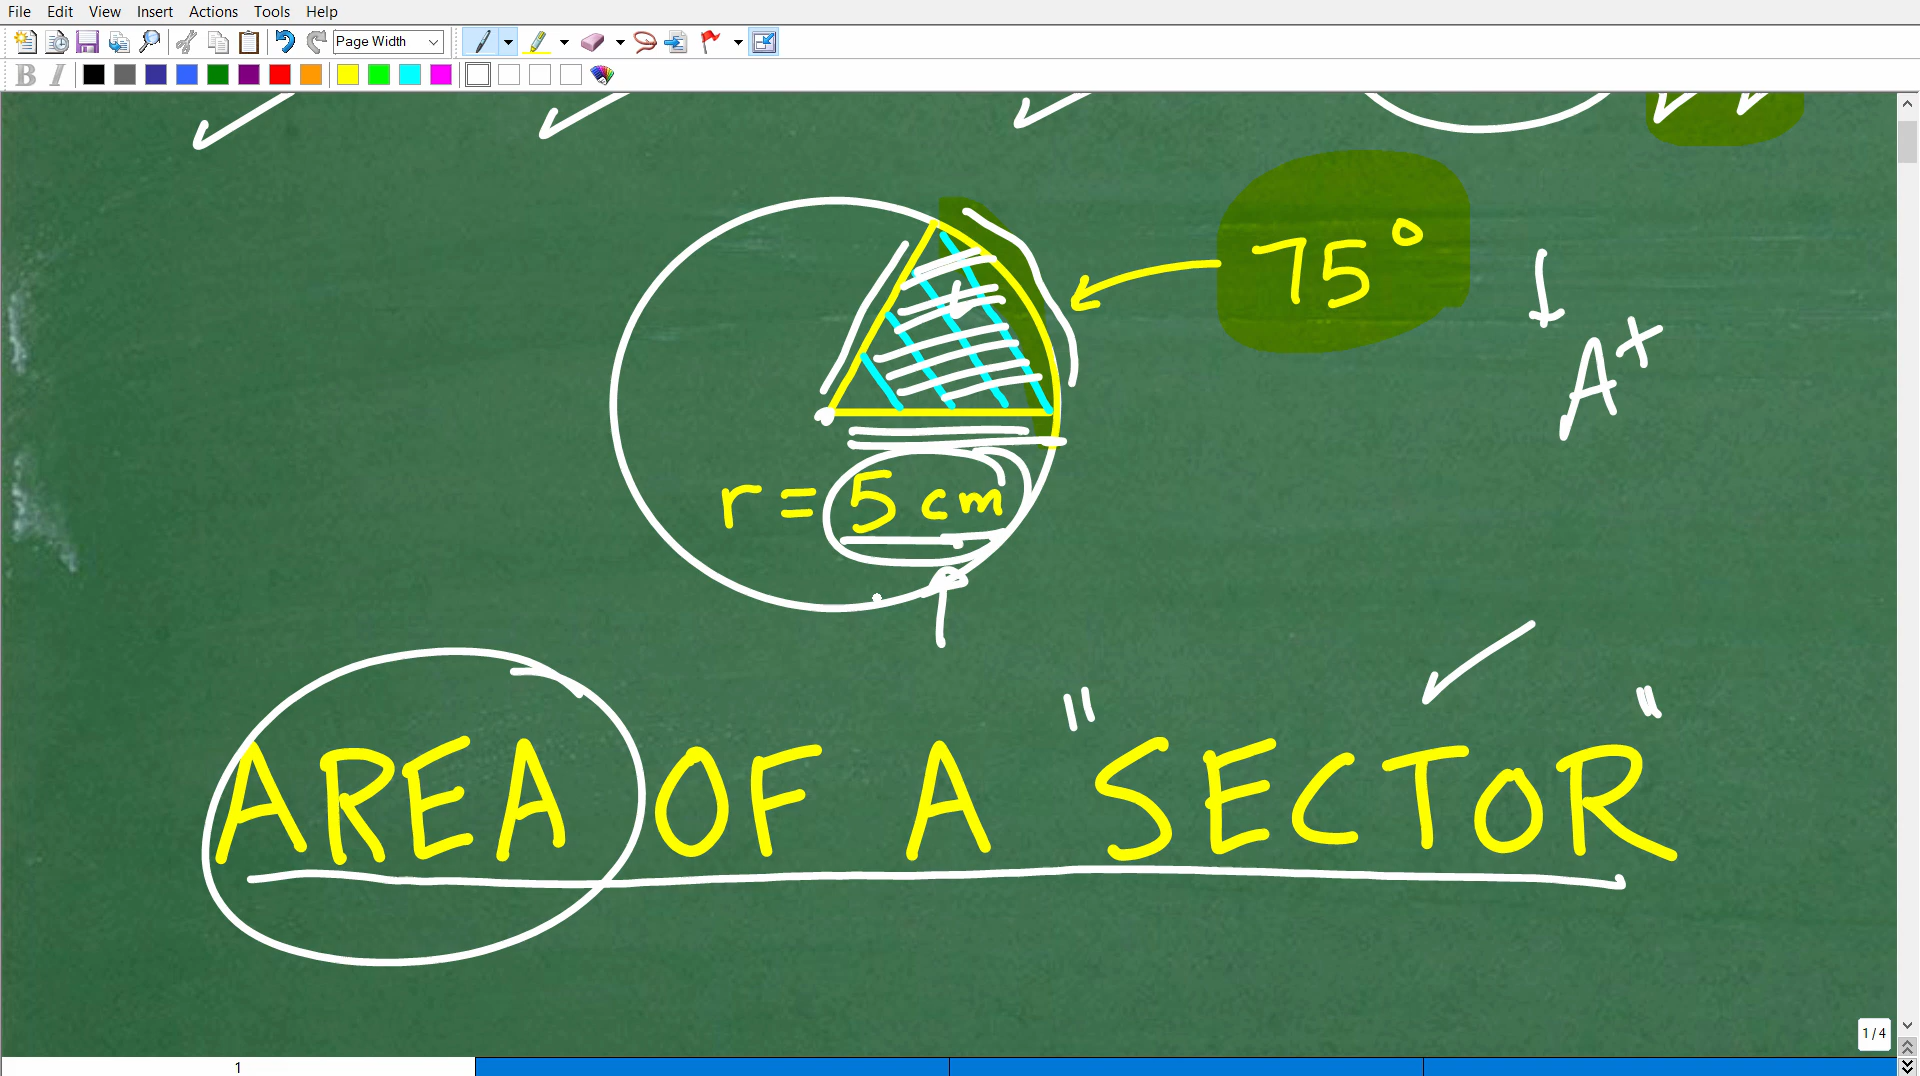 File Edit View Insert Actions Tools Help
Page Width
B I
75°
A+
r = 5 cm
AREA OF A "SECTOR"
1 / 4
1